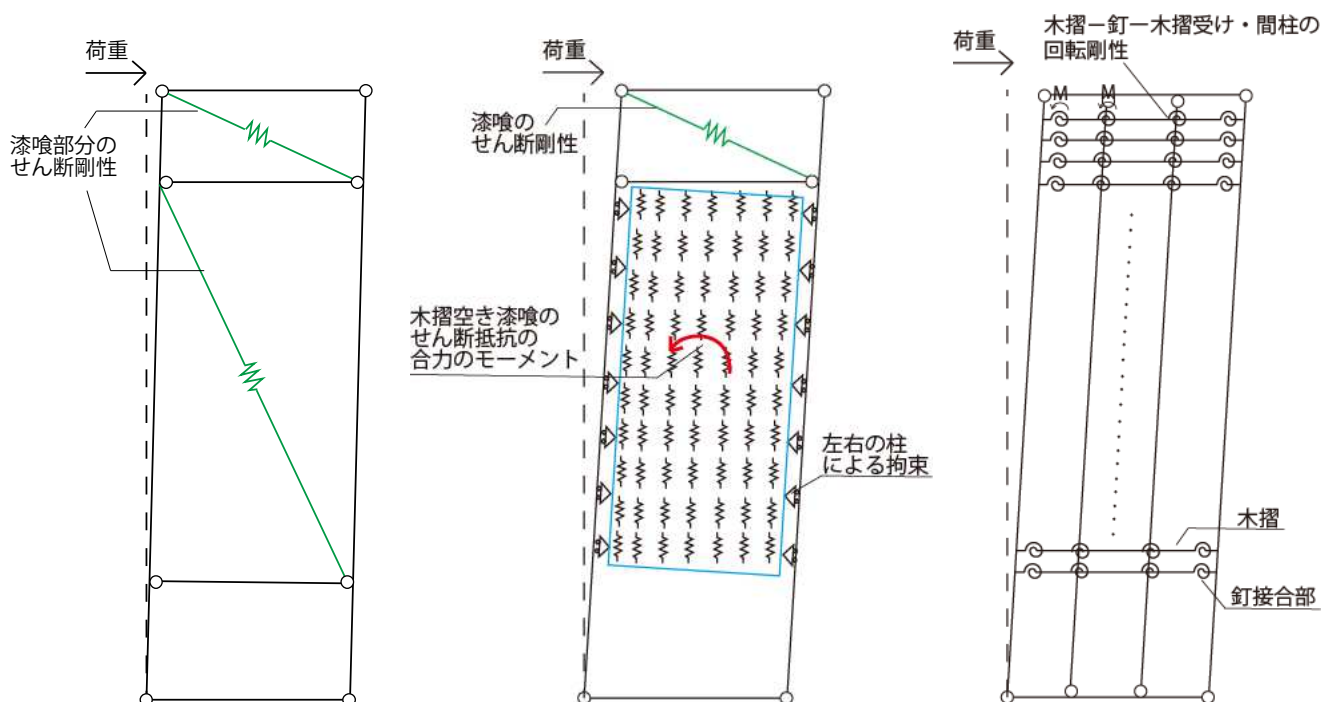 荷重
漆喰部分の
せん断剛性
荷重
漆喰の
せん断剛性
木摺空き漆喰の
せん断抵抗の
合力のモーメント
左右の柱
による拘束
木摺ー釘ー木摺受け・間柱の
回転剛性
荷重
M
M
木摺
釘接合部